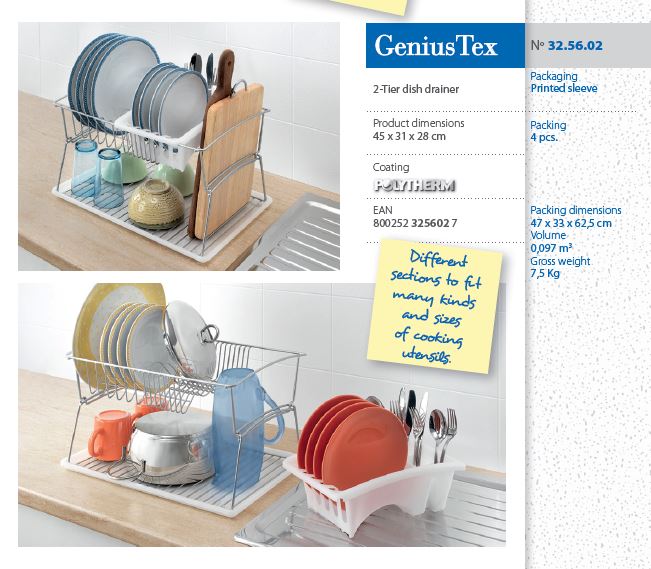 GeniusTex
Nº 32.56.02
2-Tier dish drainer
Packaging
Printed sleeve
Product dimensions
45 x 31 x 28 cm
Packing
4 pcs.
Coating
POLYTHERM
EAN
800252 325602 7
Packing dimensions
47 x 33 x 62,5 cm
Volume
0,097 m³
Gross weight
7,5 Kg
Different
sections to fit
many kinds
and sizes
of cooking
utensils.